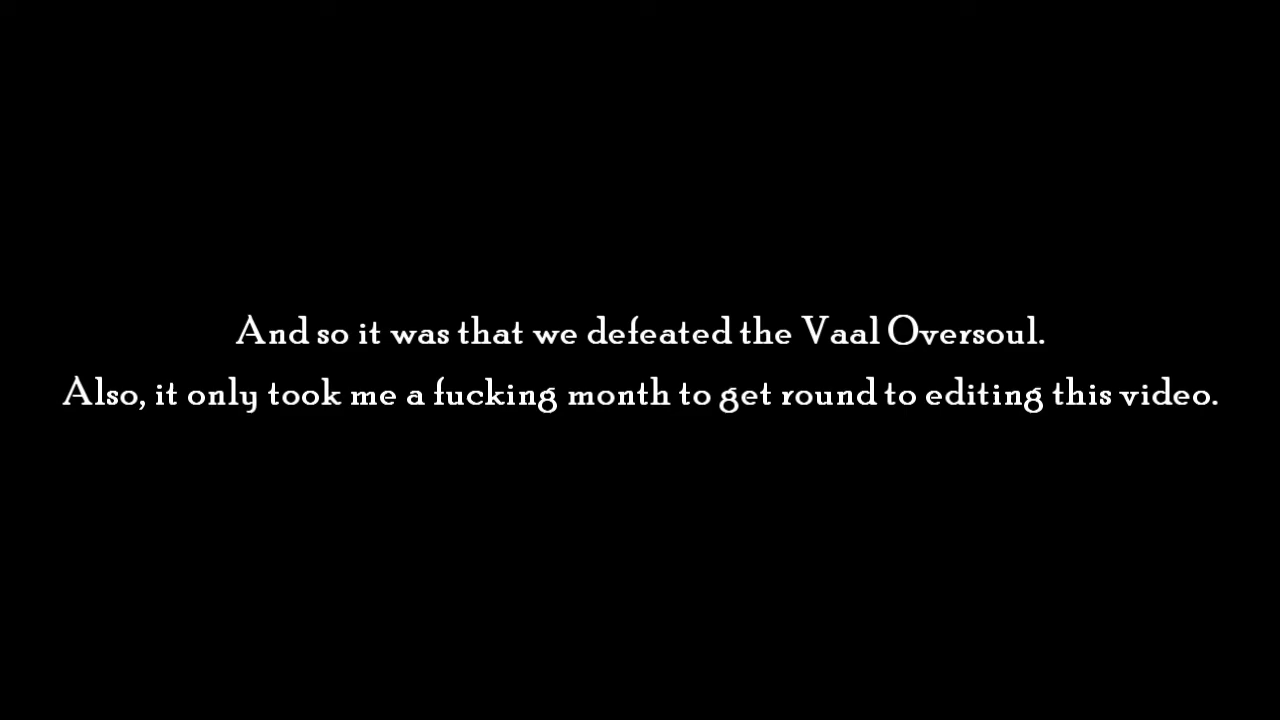 And so it was that we defeated the Vaal Oversoul.
Also, it only took me a fucking month to get round to editing this video.